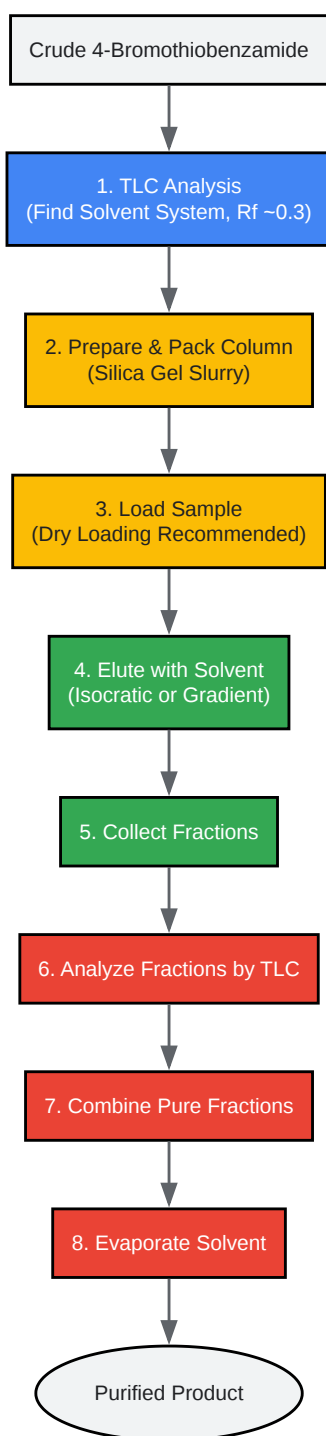 Crude 4-Bromothiobenzamide
1. TLC Analysis
(Find Solvent System, Rf ~0.3)
2. Prepare & Pack Column
(Silica Gel Slurry)
3. Load Sample
(Dry Loading Recommended)
4. Elute with Solvent
(Isocratic or Gradient)
5. Collect Fractions
6. Analyze Fractions by TLC
7. Combine Pure Fractions
8. Evaporate Solvent
Purified Product